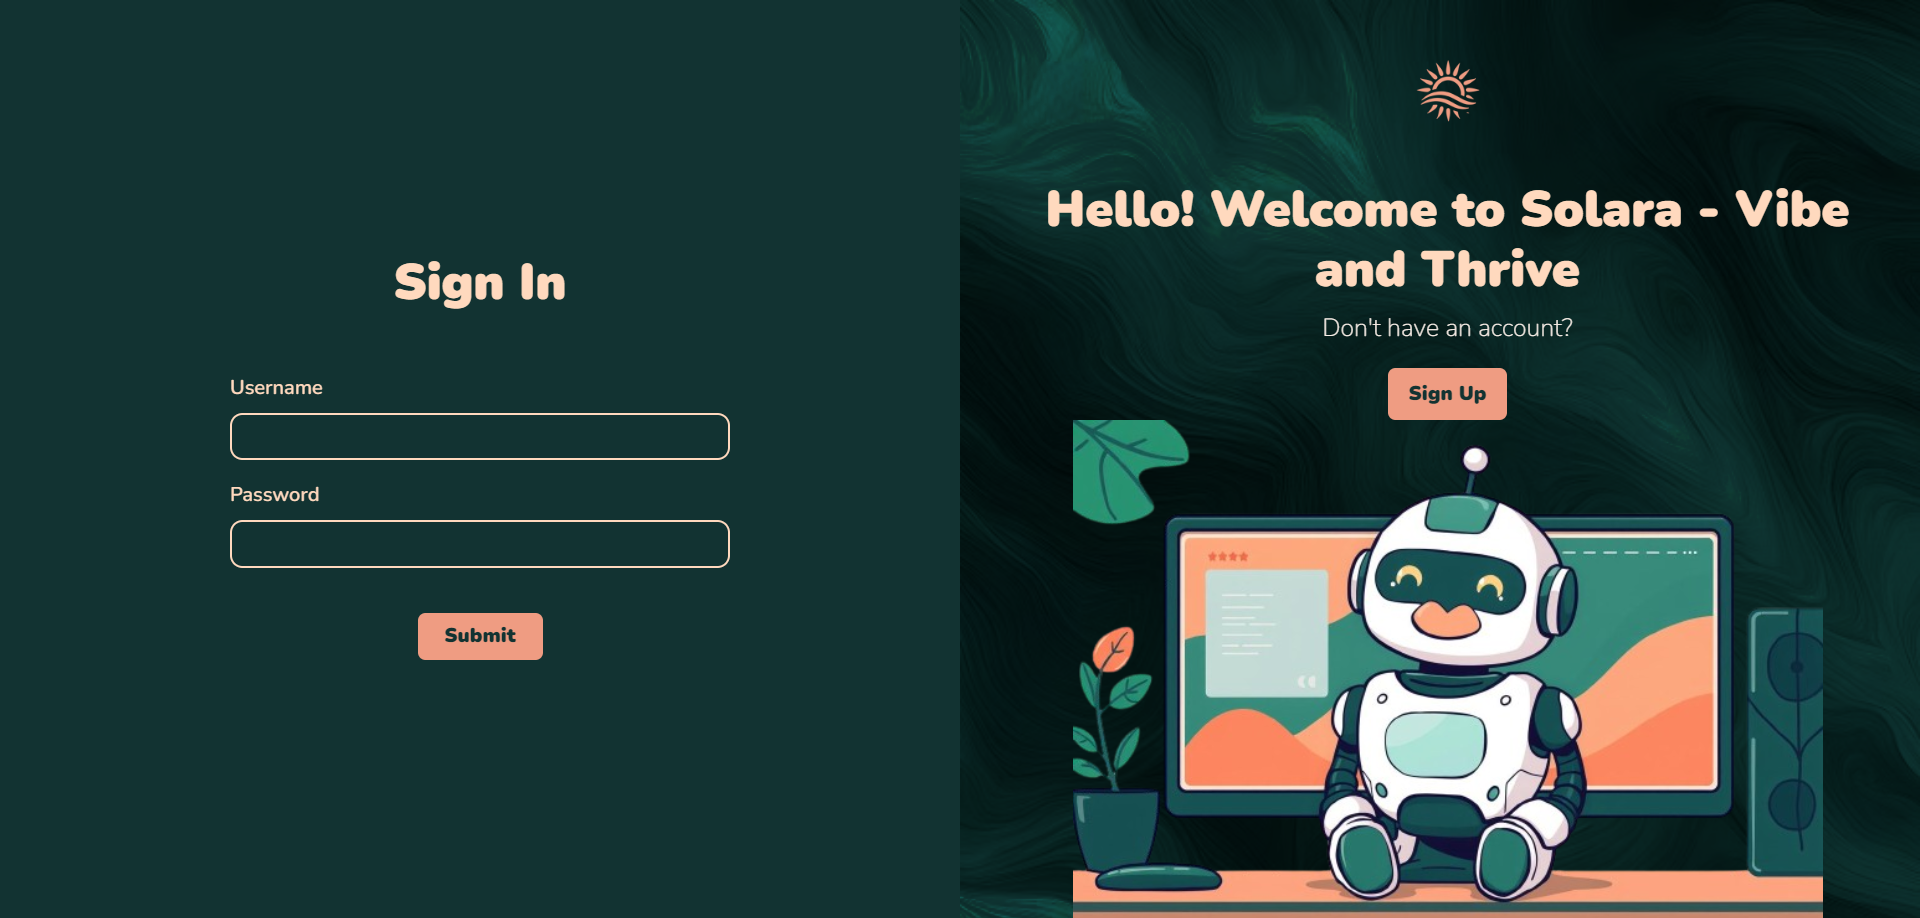 Sign In
Username
Password
Submit
Hello! Welcome to Solara - Vibe
and Thrive
Don't have an account?
Sign Up